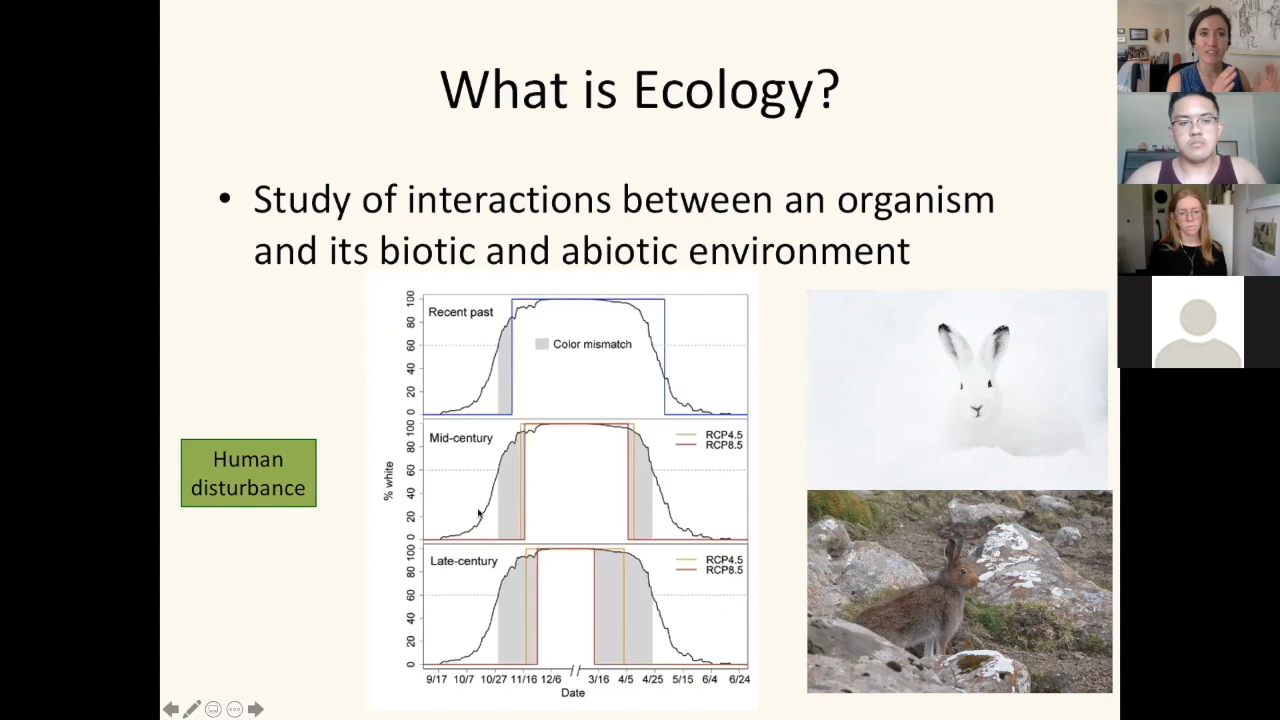 What is Ecology?
• Study of interactions between an organism
and its biotic and abiotic environment
Human
disturbance
% white
Recent past
Color mismatch
100
80
60
40
20
0
Mid-century
RCP4.5
RCP8.5
100
80
60
40
20
0
Late-century
RCP4.5
RCP8.5
100
80
60
40
20
0
9/17 10/7 10/27 11/16 12/6 3/16 4/5 4/25 5/15 6/4 6/24
Date